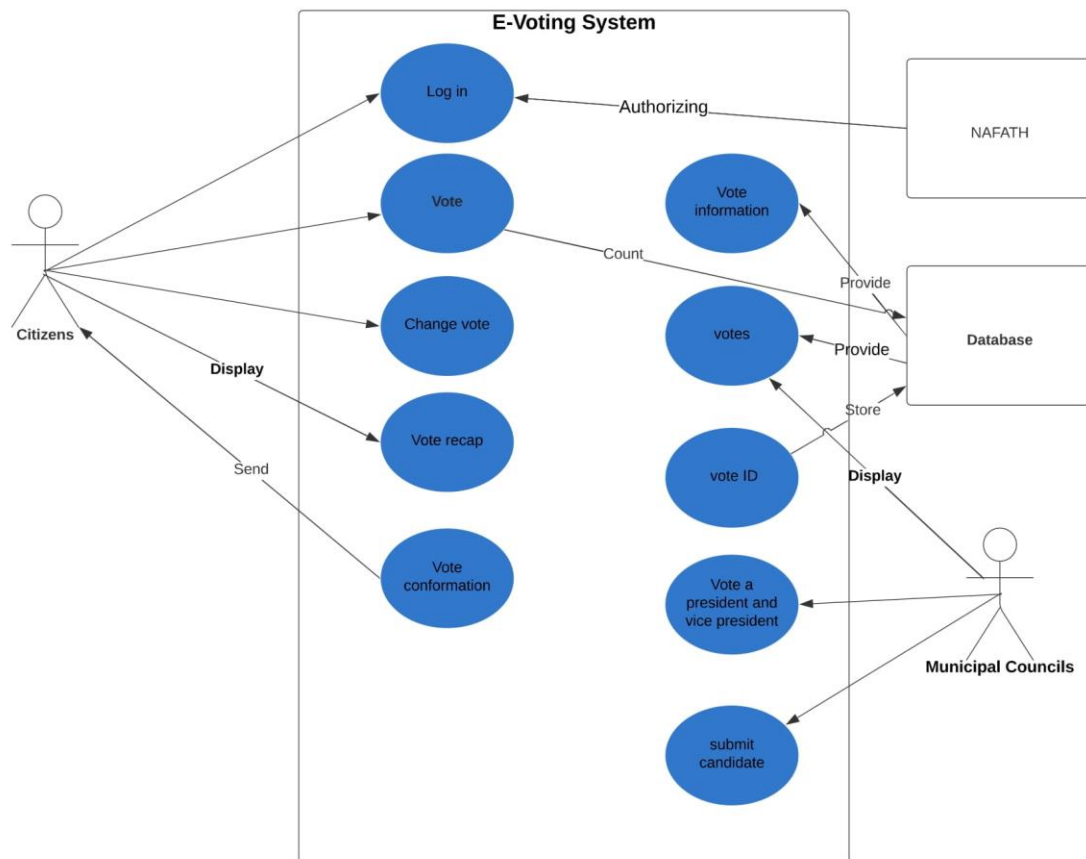 E-Voting System
Log in
Authorizing
NAFATH
Vote
Vote
information
Count
Provide
Citizens
Change vote
votes
Provide
Database
Display
Store
Vote recap
Send
vote ID
Display
Vote
conformation
Vote a
president and
vice president
Municipal Councils
submit
candidate